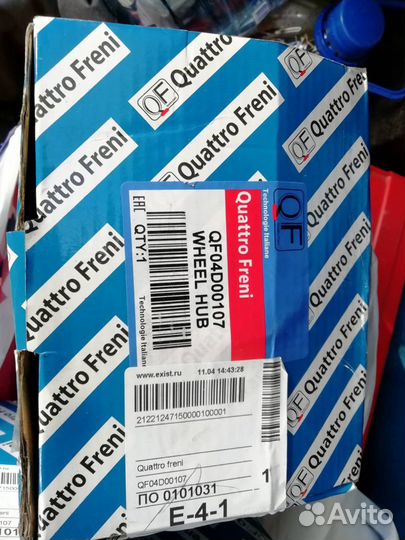 QF Quattro Freni
Quattro Freni
QF Quattro Freni
Quattro Freni
QF Quattro Freni
Quattro Freni
Quattro Freni
Quattro Freni
QF
Technologie Italiane
Quattro Freni
QF04D00107
WHEEL HUB
EAC
QTY:1
Technologie Italiane
www.exist.ru 11.04 14:43:28
21221247150000100001
Quattro freni
QF04D00107
ПО 0101031
1
E-4-1
Avito